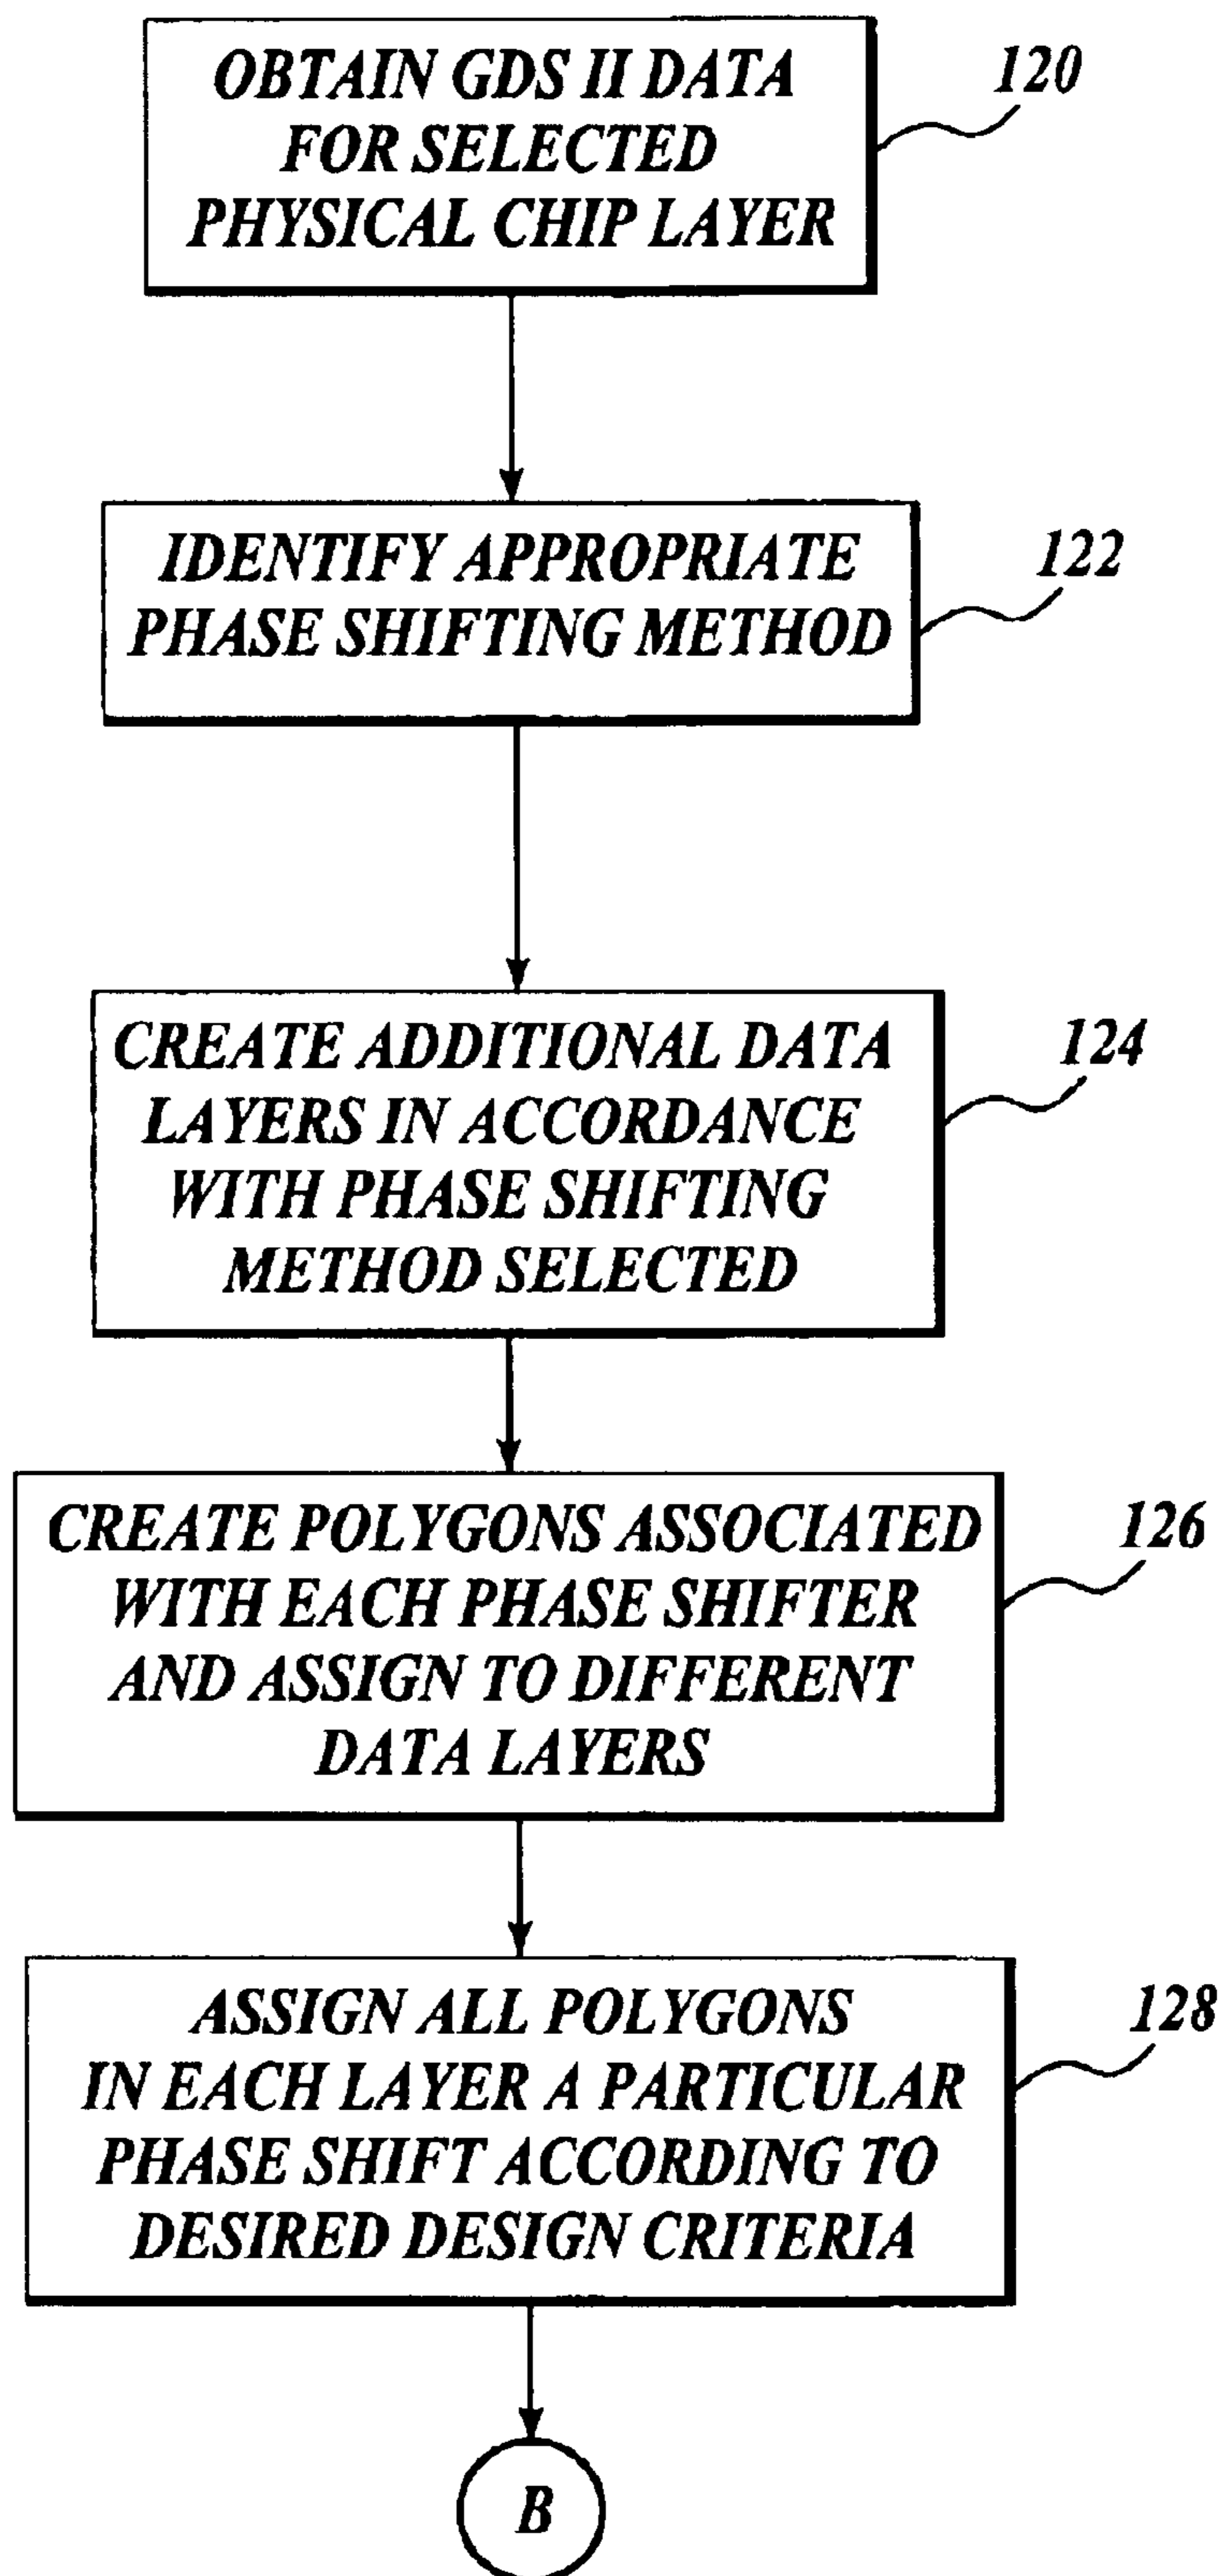 OBTAIN GDS II DATA
FOR SELECTED
PHYSICAL CHIP LAYER
120
IDENTIFY APPROPRIATE
PHASE SHIFTING METHOD
122
CREATE ADDITIONAL DATA
LAYERS IN ACCORDANCE
WITH PHASE SHIFTING
METHOD SELECTED
124
CREATE POLYGONS ASSOCIATED
WITH EACH PHASE SHIFTER
AND ASSIGN TO DIFFERENT
DATA LAYERS
126
ASSIGN ALL POLYGONS
IN EACH LAYER A PARTICULAR
PHASE SHIFT ACCORDING TO
DESIRED DESIGN CRITERIA
128
B